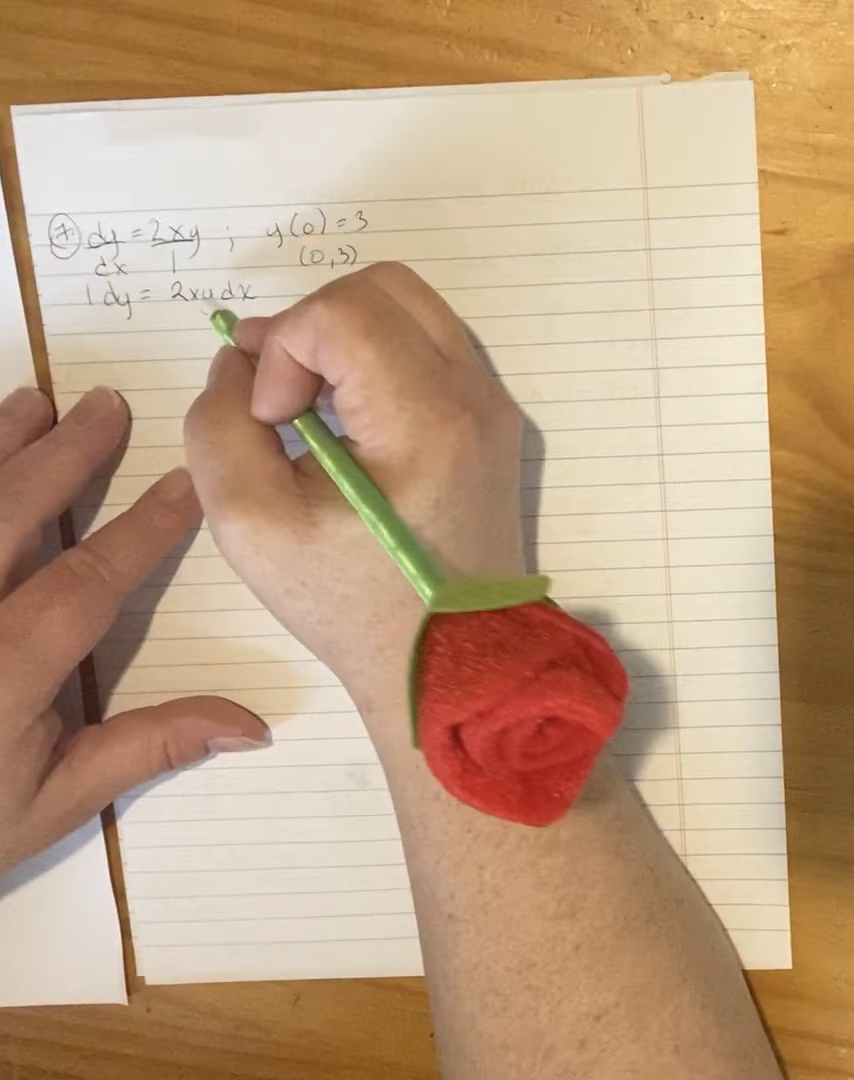 ⑦ dy/dx = 2xy/1 ; y(0) = 3
(0,3)
1 dy = 2xy dx